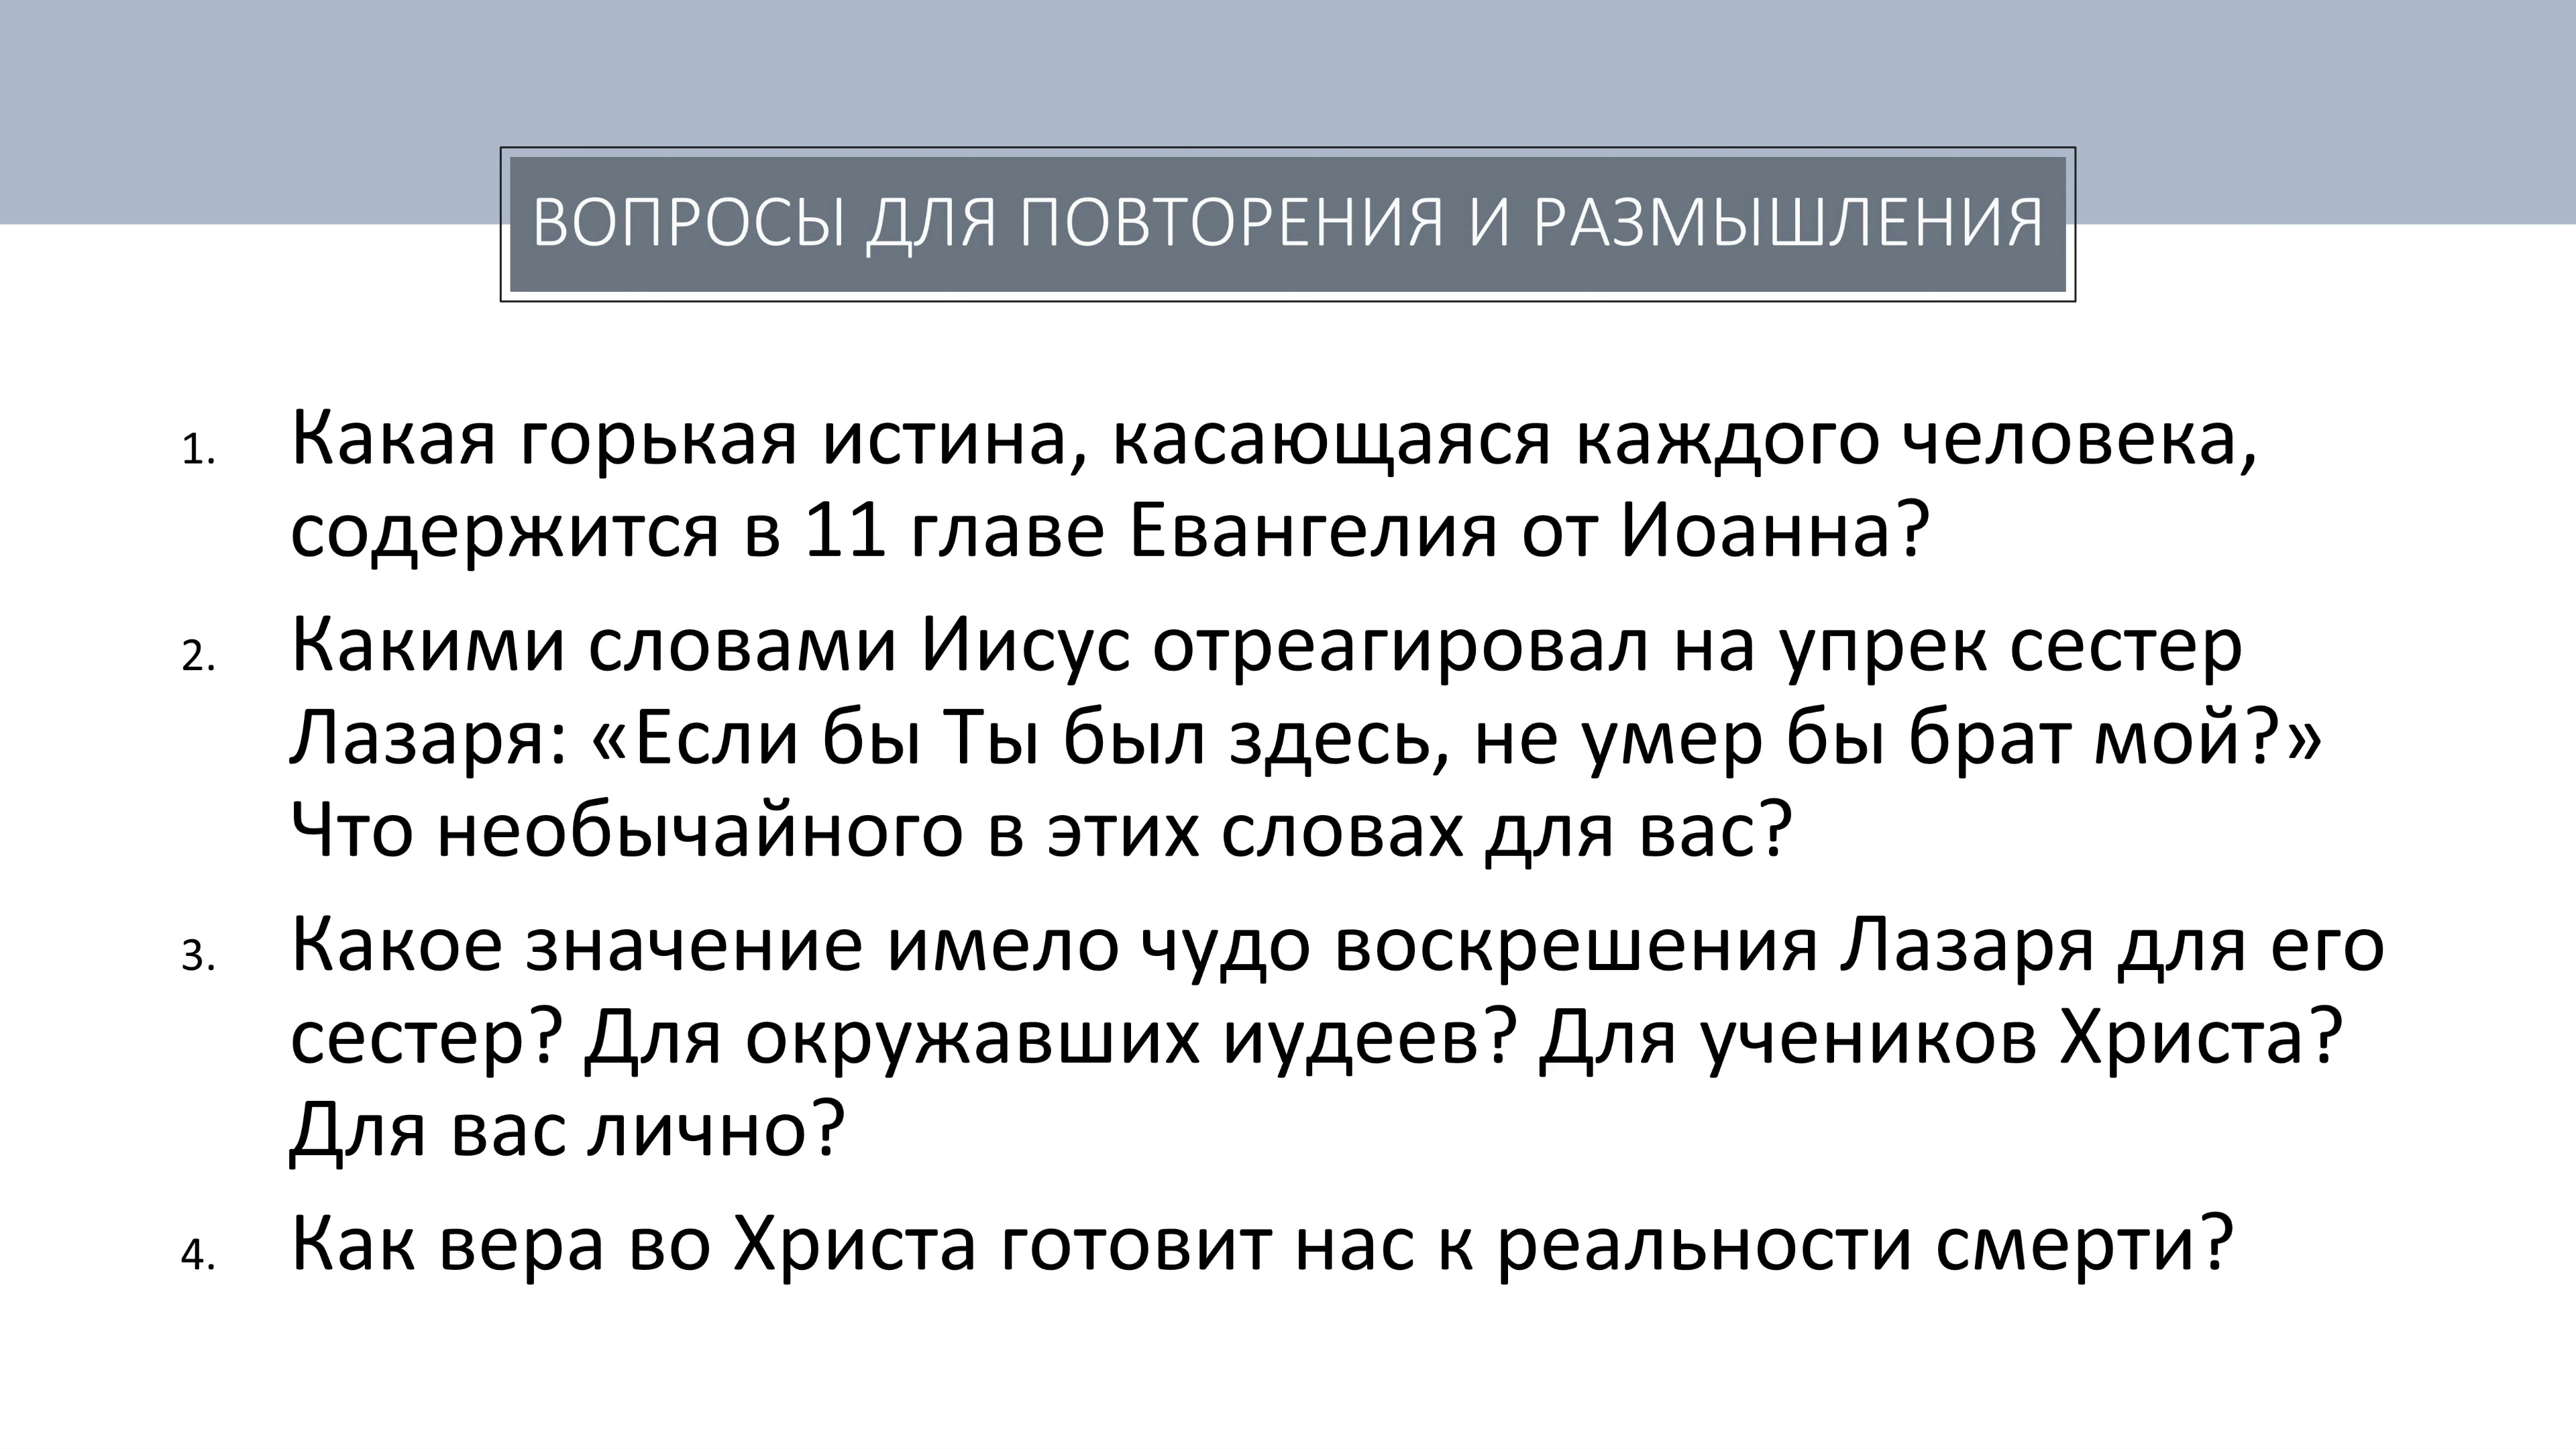 ВОПРОСЫ ДЛЯ ПОВТОРЕНИЯ И РАЗМЫШЛЕНИЯ
1. Какая горькая истина, касающаяся каждого человека,
содержится в 11 главе Евангелия от Иоанна?
2. Какими словами Иисус отреагировал на упрек сестер
Лазаря: «Если бы Ты был здесь, не умер бы брат мой?»
Что необычайного в этих словах для вас?
3. Какое значение имело чудо воскрешения Лазаря для его
сестер? Для окружавших иудеев? Для учеников Христа?
Для вас лично?
4. Как вера во Христа готовит нас к реальности смерти?